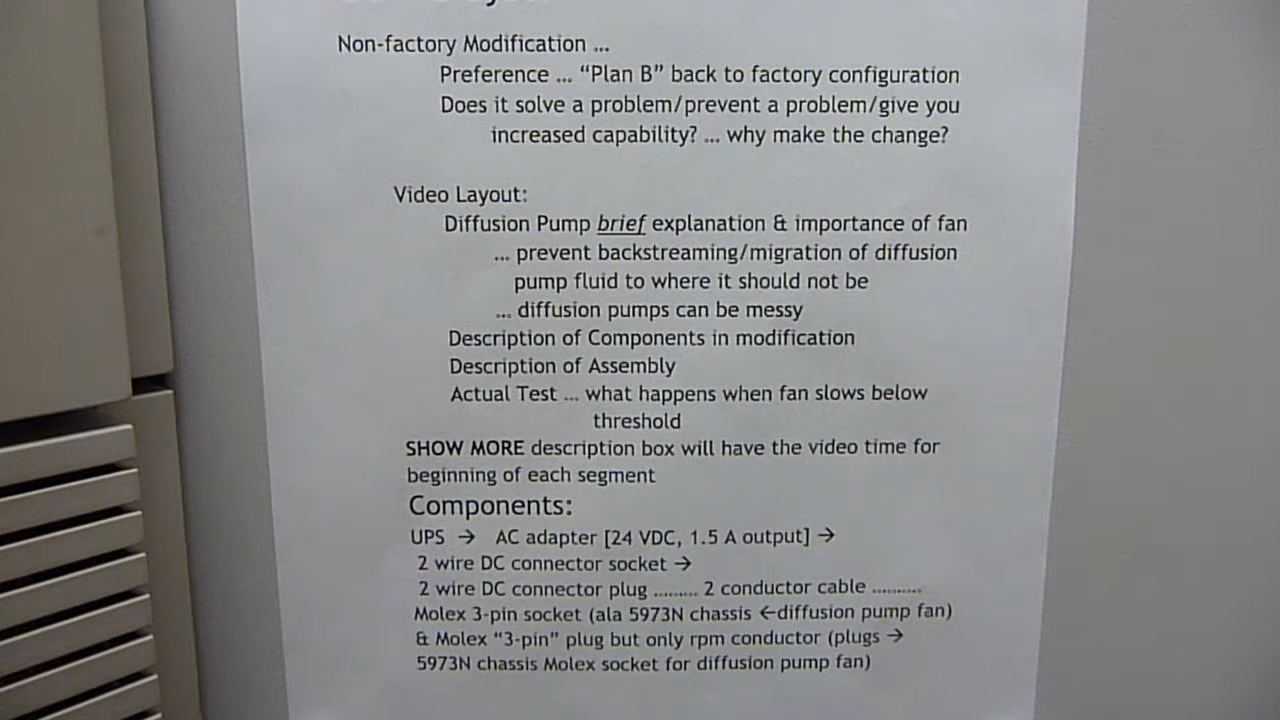 Non-factory Modification ...
Preference ... “Plan B” back to factory configuration
Does it solve a problem/prevent a problem/give you
increased capability? ... why make the change?
Video Layout:
Diffusion Pump brief explanation & importance of fan
... prevent backstreaming/migration of diffusion
pump fluid to where it should not be
... diffusion pumps can be messy
Description of Components in modification
Description of Assembly
Actual Test ... what happens when fan slows below
threshold
SHOW MORE description box will have the video time for
beginning of each segment
Components:
UPS → AC adapter [24 VDC, 1.5 A output] →
2 wire DC connector socket →
2 wire DC connector plug ......... 2 conductor cable ..........
Molex 3-pin socket (ala 5973N chassis ←diffusion pump fan)
& Molex “3-pin” plug but only rpm conductor (plugs →
5973N chassis Molex socket for diffusion pump fan)